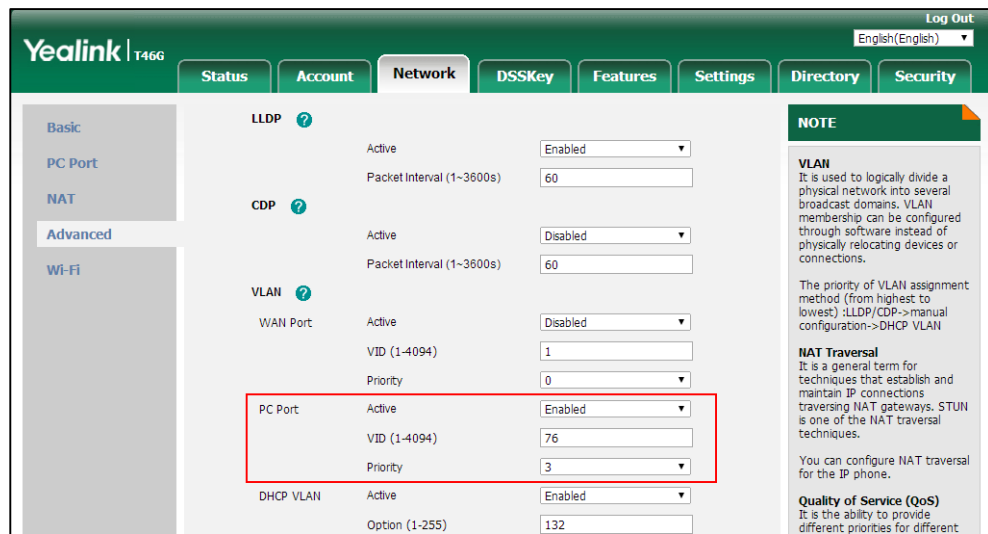 Log Out
Yealink | T46G
English(English)
Status Account Network DSSKey Features Settings Directory Security
Basic
PC Port
NAT
Advanced
Wi-Fi
LLDP ?
Active Enabled
Packet Interval (1~3600s) 60
CDP ?
Active Disabled
Packet Interval (1~3600s) 60
VLAN ?
WAN Port Active Disabled
VID (1-4094) 1
Priority 0
PC Port Active Enabled
VID (1-4094) 76
Priority 3
DHCP VLAN Active Enabled
Option (1-255) 132
NOTE
VLAN
It is used to logically divide a
physical network into several
broadcast domains. VLAN
membership can be configured
through software instead of
physically relocating devices or
connections.
The priority of VLAN assignment
method (from highest to
lowest) :LLDP/CDP->manual
configuration->DHCP VLAN
NAT Traversal
It is a general term for
techniques that establish and
maintain IP connections
traversing NAT gateways. STUN
is one of the NAT traversal
techniques.
You can configure NAT traversal
for the IP phone.
Quality of Service (QoS)
It is the ability to provide
different priorities for different